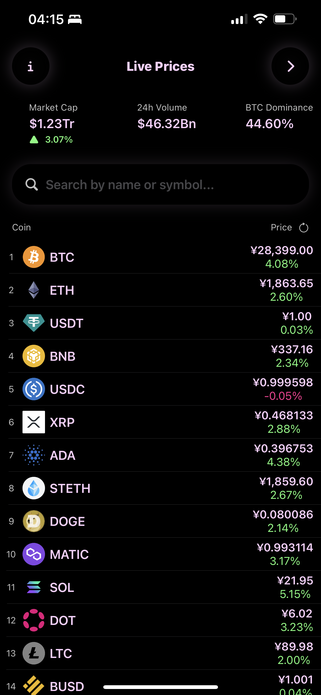 04:15
i
Live Prices
Market Cap 24h Volume BTC Dominance
$1.23Tr $46.32Bn 44.60%
3.07%
Search by name or symbol...
Coin Price
1 BTC ¥28,399.00
4.08%
2 ETH ¥1,863.65
2.60%
3 USDT ¥1.00
0.03%
4 BNB ¥337.16
2.34%
5 USDC ¥0.999598
-0.05%
6 XRP ¥0.468133
2.88%
7 ADA ¥0.396753
4.38%
8 STETH ¥1,859.60
2.67%
9 DOGE ¥0.080086
2.14%
10 MATIC ¥0.993114
3.17%
11 SOL ¥21.95
5.15%
12 DOT ¥6.02
3.23%
13 LTC ¥89.98
2.00%
14 BUSD ¥1.001
0.04%